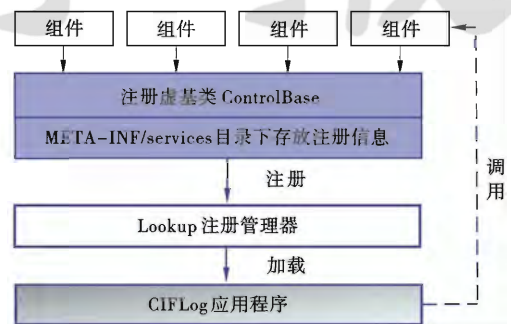 组件 组件 组件 组件
注册虚基类 ControlBase
META-INF/services目录下存放注册信息
注册
调用
Lookup 注册管理器
加载
CIFLog应用程序